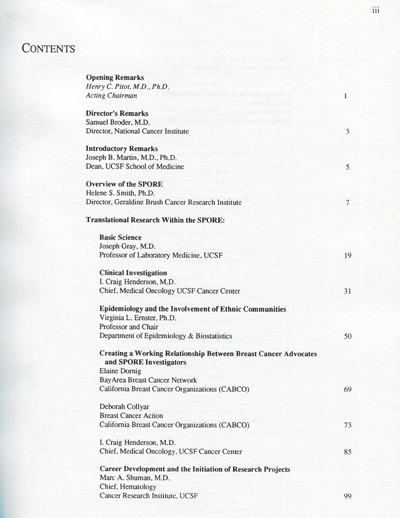 iii
CONTENTS
Opening Remarks
Henry C. Pitot, M.D., Ph.D.
Acting Chairman 1
Director's Remarks
Samuel Broder, M.D.
Director, National Cancer Institute 3
Introductory Remarks
Joseph B. Martin, M.D., Ph.D.
Dean, UCSF School of Medicine 5
Overview of the SPORE
Helene S. Smith, Ph.D.
Director, Geraldine Brush Cancer Research Institute 7
Translational Research Within the SPORE:
Basic Science
Joseph Gray, M.D.
Professor of Laboratory Medicine, UCSF 19
Clinical Investigation
I. Craig Henderson, M.D.
Chief, Medical Oncology UCSF Cancer Center 31
Epidemiology and the Involvement of Ethnic Communities
Virginia L. Ernster, Ph.D.
Professor and Chair
Department of Epidemiology & Biostatistics 50
Creating a Working Relationship Between Breast Cancer Advocates
and SPORE Investigators
Elaine Dornig
BayArea Breast Cancer Network
California Breast Cancer Organizations (CABCO) 69
Deborah Collyar
Breast Cancer Action
California Breast Cancer Organizations (CABCO) 73
I. Craig Henderson, M.D.
Chief, Medical Oncology, UCSF Cancer Center 85
Career Development and the Initiation of Research Projects
Marc A. Shuman, M.D.
Chief, Hematology
Cancer Research Institute, UCSF 99